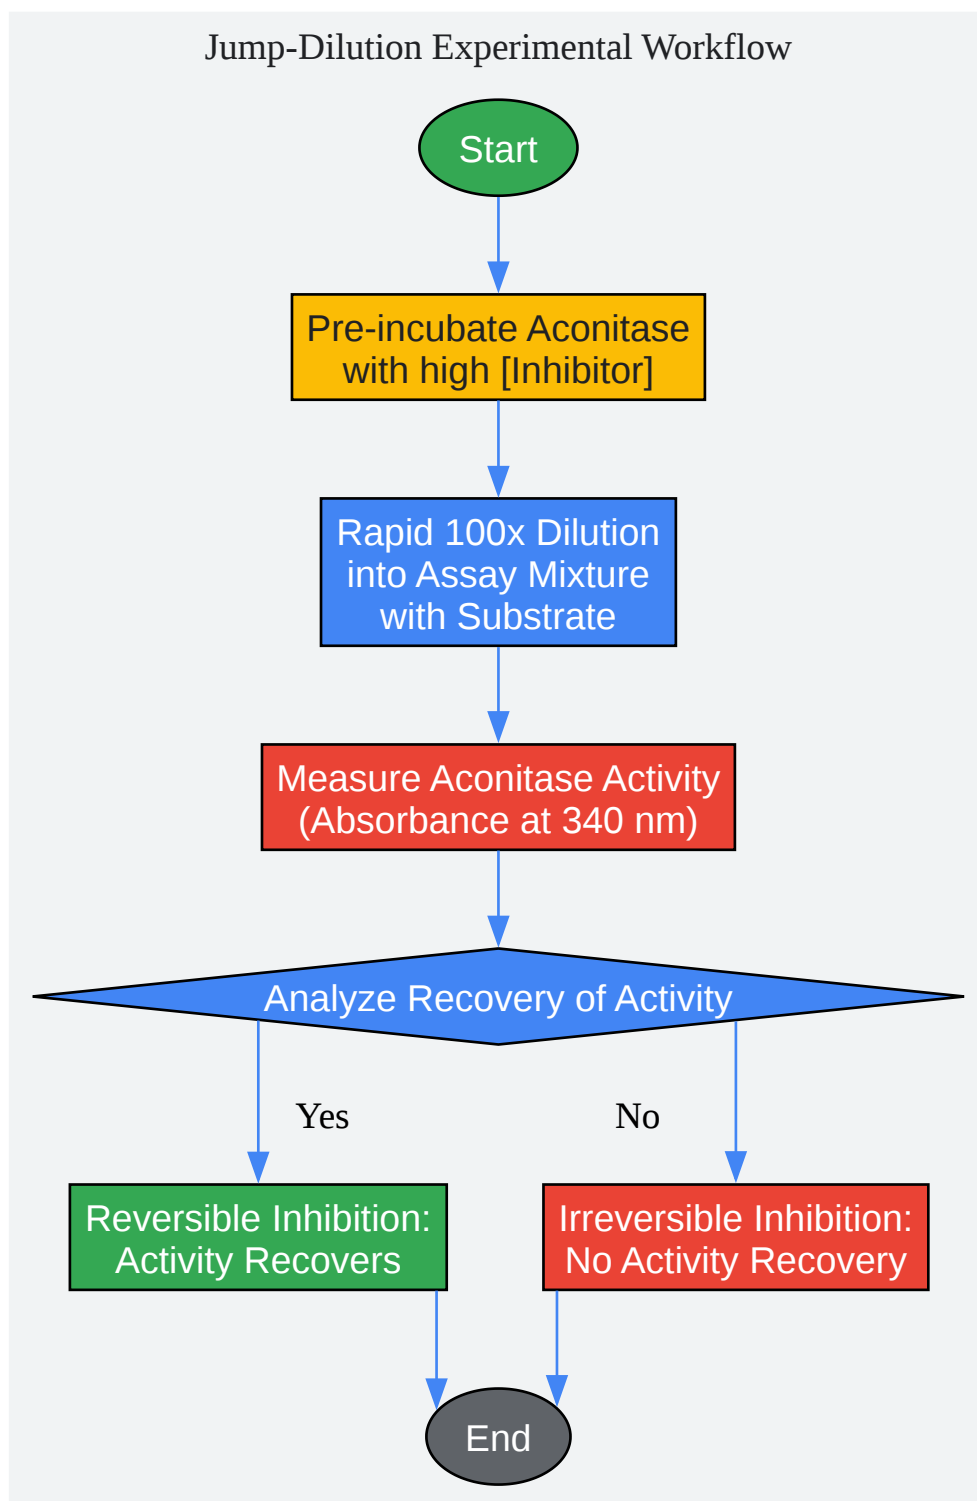 Jump-Dilution Experimental Workflow
Start
Pre-incubate Aconitase
with high [Inhibitor]
Rapid 100x Dilution
into Assay Mixture
with Substrate
Measure Aconitase Activity
(Absorbance at 340 nm)
Analyze Recovery of Activity
Yes
No
Reversible Inhibition:
Activity Recovers
Irreversible Inhibition:
No Activity Recovery
End